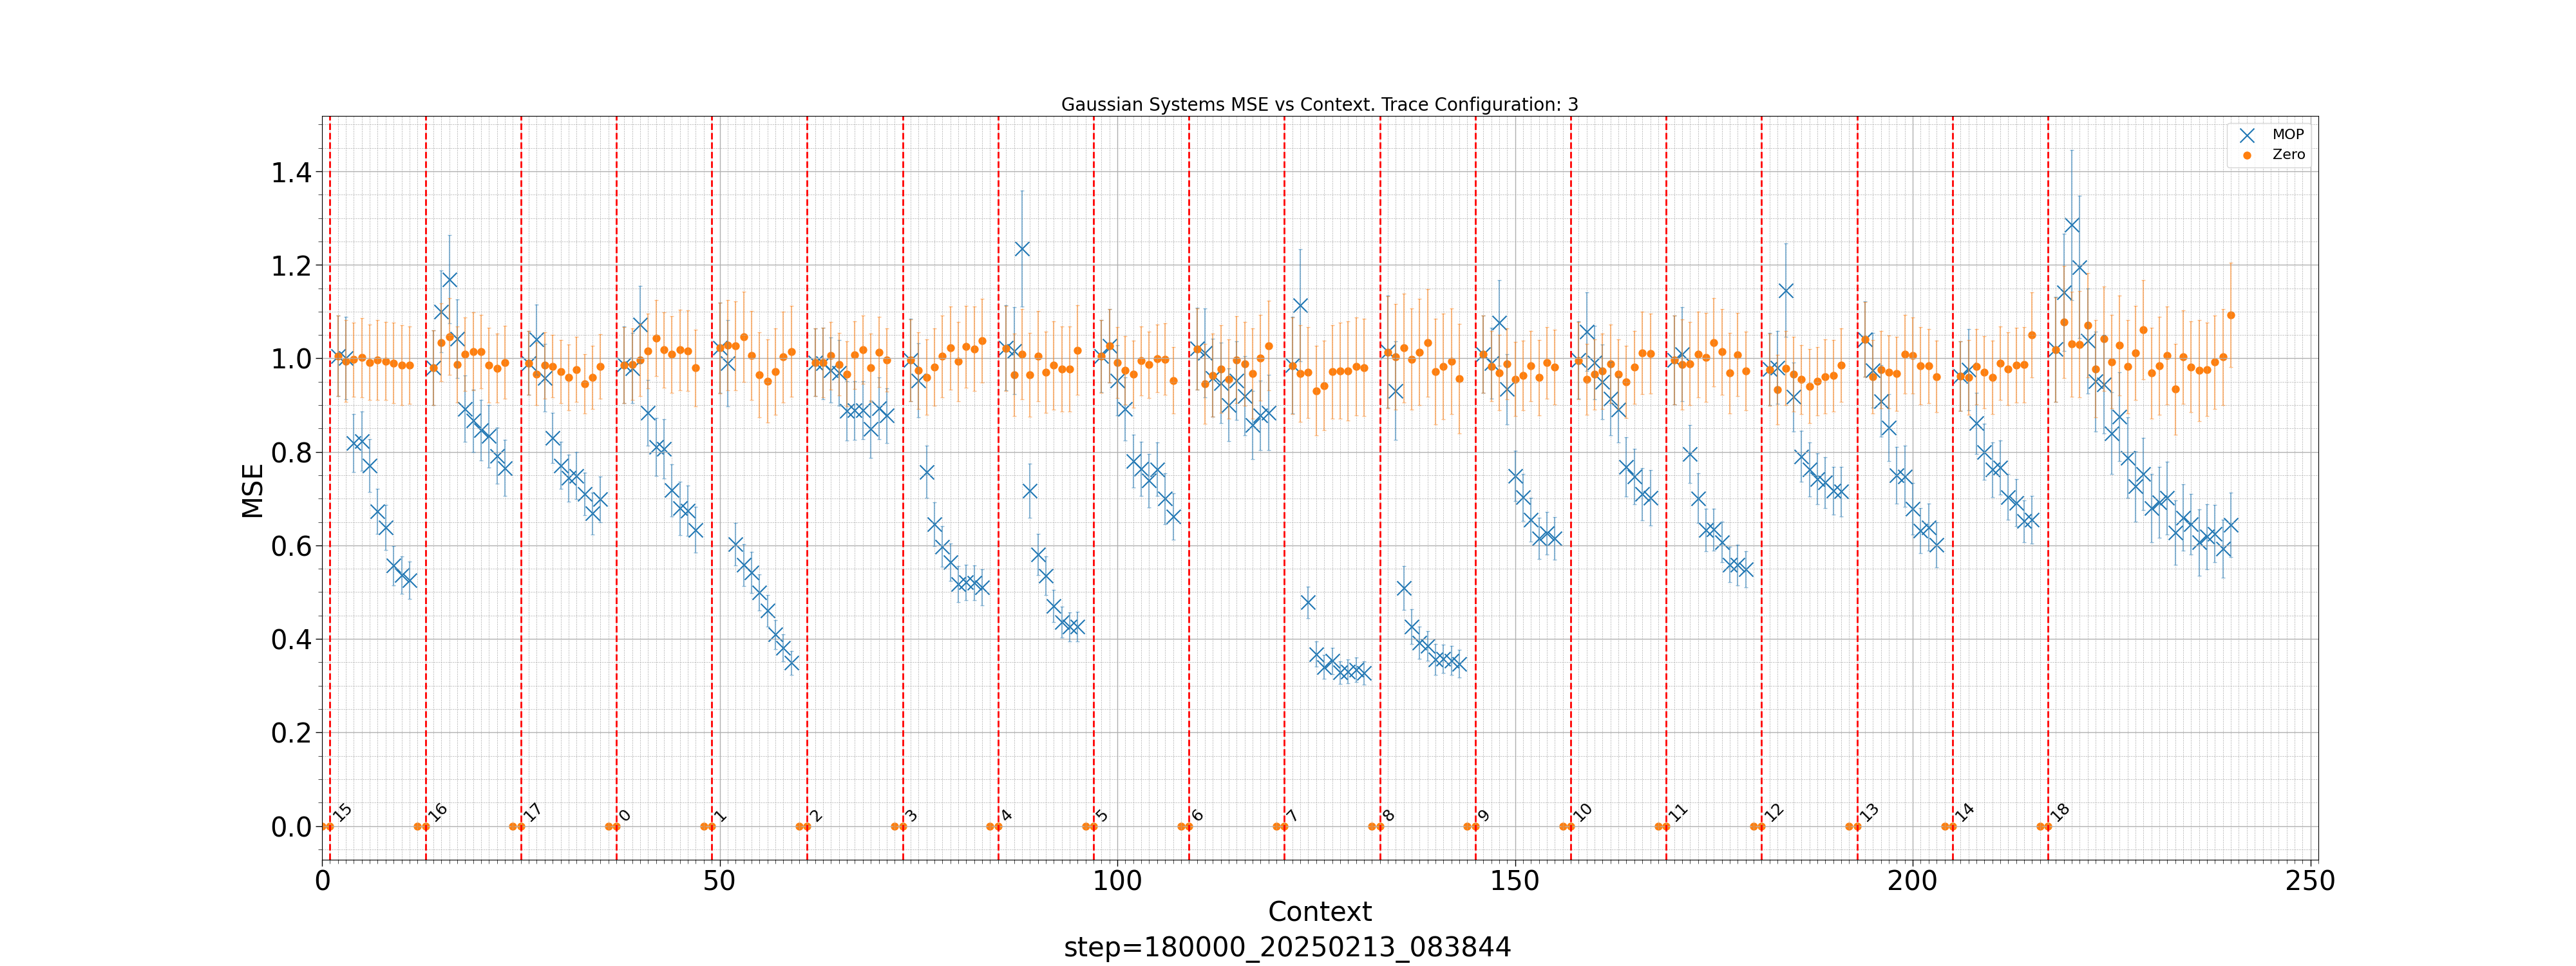 Gaussian Systems MSE vs Context. Trace Configuration: 3
MOP
Zero
1.4
1.2
1.0
0.8
0.6
0.4
0.2
0.0
MSE
15 16 17 0 1 2 3 4 5 6 7 8 9 10 11 12 13 14 18
0 50 100 150 200 250
Context
step=180000_20250213_083844